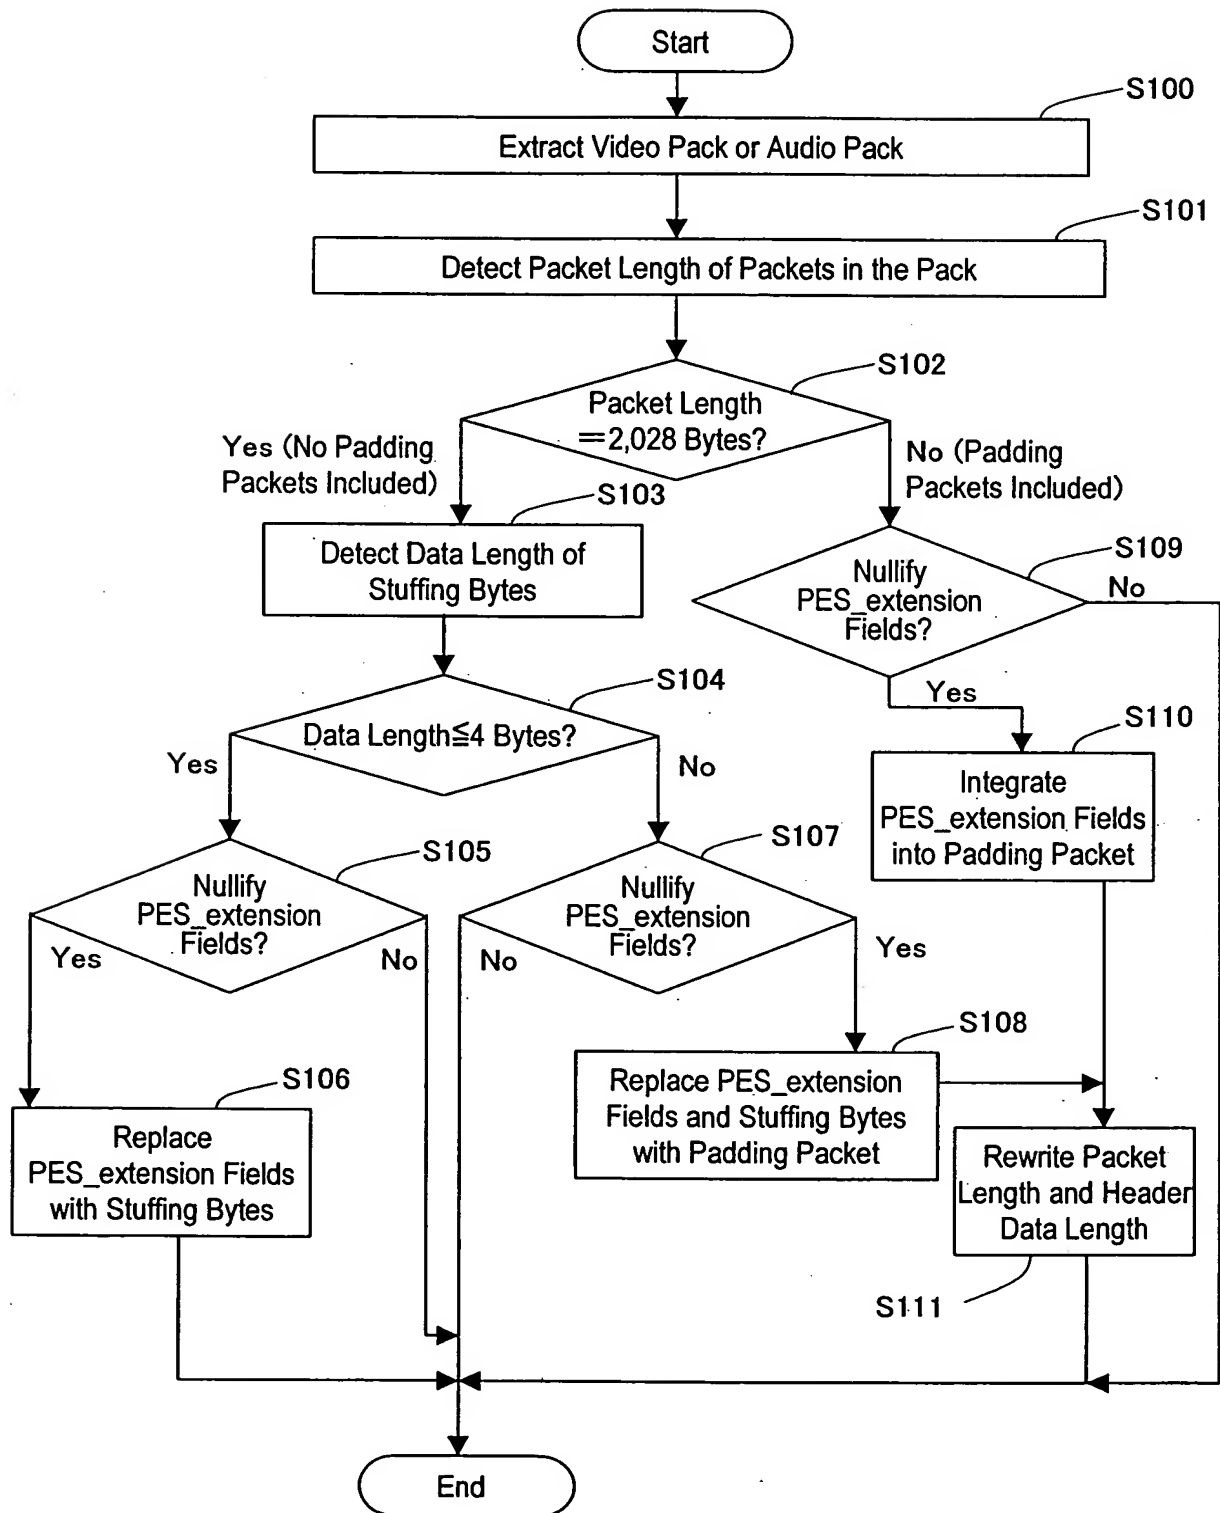 Start
S100
Extract Video Pack or Audio Pack
S101
Detect Packet Length of Packets in the Pack
S102
Packet Length
=2,028 Bytes?
Yes (No Padding
Packets Included)
No (Padding
Packets Included)
S103
Detect Data Length of
Stuffing Bytes
S109
Nullify
PES_extension
Fields?
No
Yes
S104
Data Length≦4 Bytes?
Yes
No
S110
Integrate
PES_extension Fields
into Padding Packet
S105
Nullify
PES_extension
Fields?
Yes
No
S107
Nullify
PES_extension
Fields?
No
Yes
S108
Replace PES_extension
Fields and Stuffing Bytes
with Padding Packet
S106
Replace
PES_extension Fields
with Stuffing Bytes
Rewrite Packet
Length and Header
Data Length
S111
End